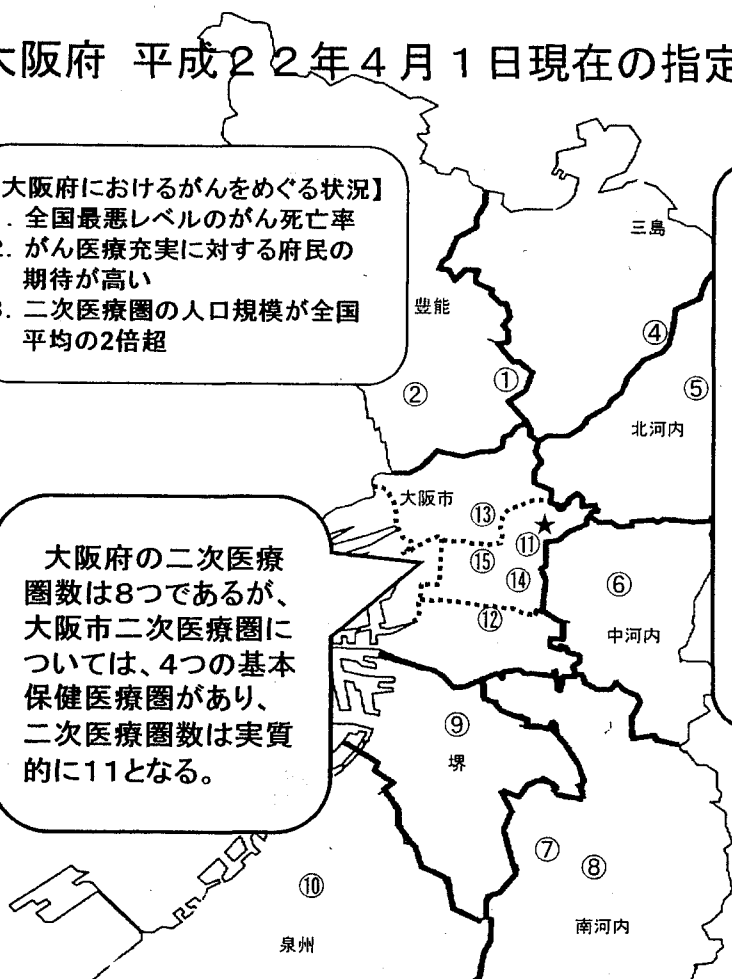 大阪府 平成２２年４月１日現在の指定
大阪府におけるがんをめぐる状況】
. 全国最悪レベルのがん死亡率
2. がん医療充実に対する府民の
期待が高い
3. 二次医療圏の人口規模が全国
平均の2倍超
三島
豊能
④
①
②
⑤
北河内
大阪市
⑬
★
⑪
⑮
⑭
⑥
⑫
中河内
大阪府の二次医療
圏数は8つであるが、
大阪市二次医療圏に
ついては、4つの基本
保健医療圏があり、
二次医療圏数は実質
的に11となる。
⑨
堺
⑦
⑧
⑩
南河内
泉州